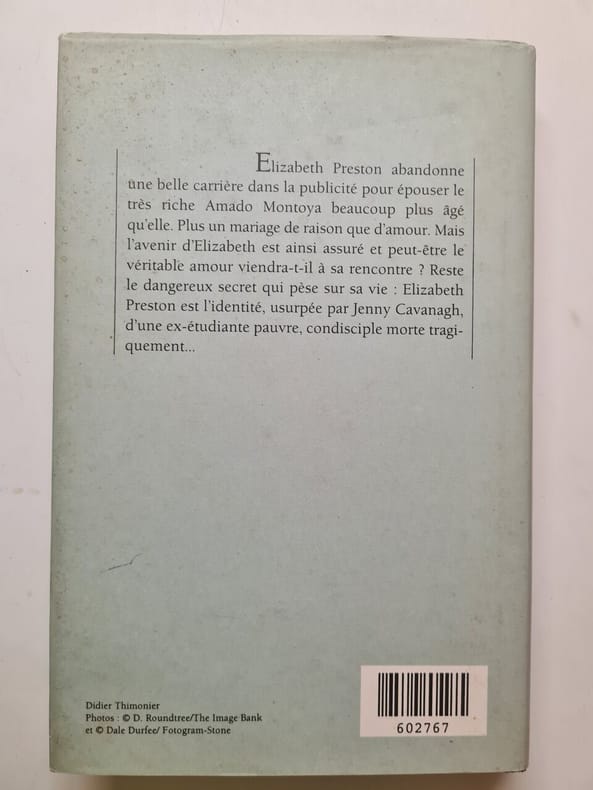 Elizabeth Preston abandonne
une belle carrière dans la publicité pour épouser le
très riche Amado Montoya beaucoup plus âgé
qu'elle. Plus un mariage de raison que d'amour. Mais
l'avenir d'Elizabeth est ainsi assuré et peut-être le
véritable amour viendra-t-il à sa rencontre ? Reste
le dangereux secret qui pèse sur sa vie : Elizabeth
Preston est l'identité, usurpée par Jenny Cavanagh,
d'une ex-étudiante pauvre, condisciple morte tragi-
quement...
Didier Thimonier
Photos : © D. Roundtree/The Image Bank
et © Dale Durfee/ Fotogram-Stone
602767